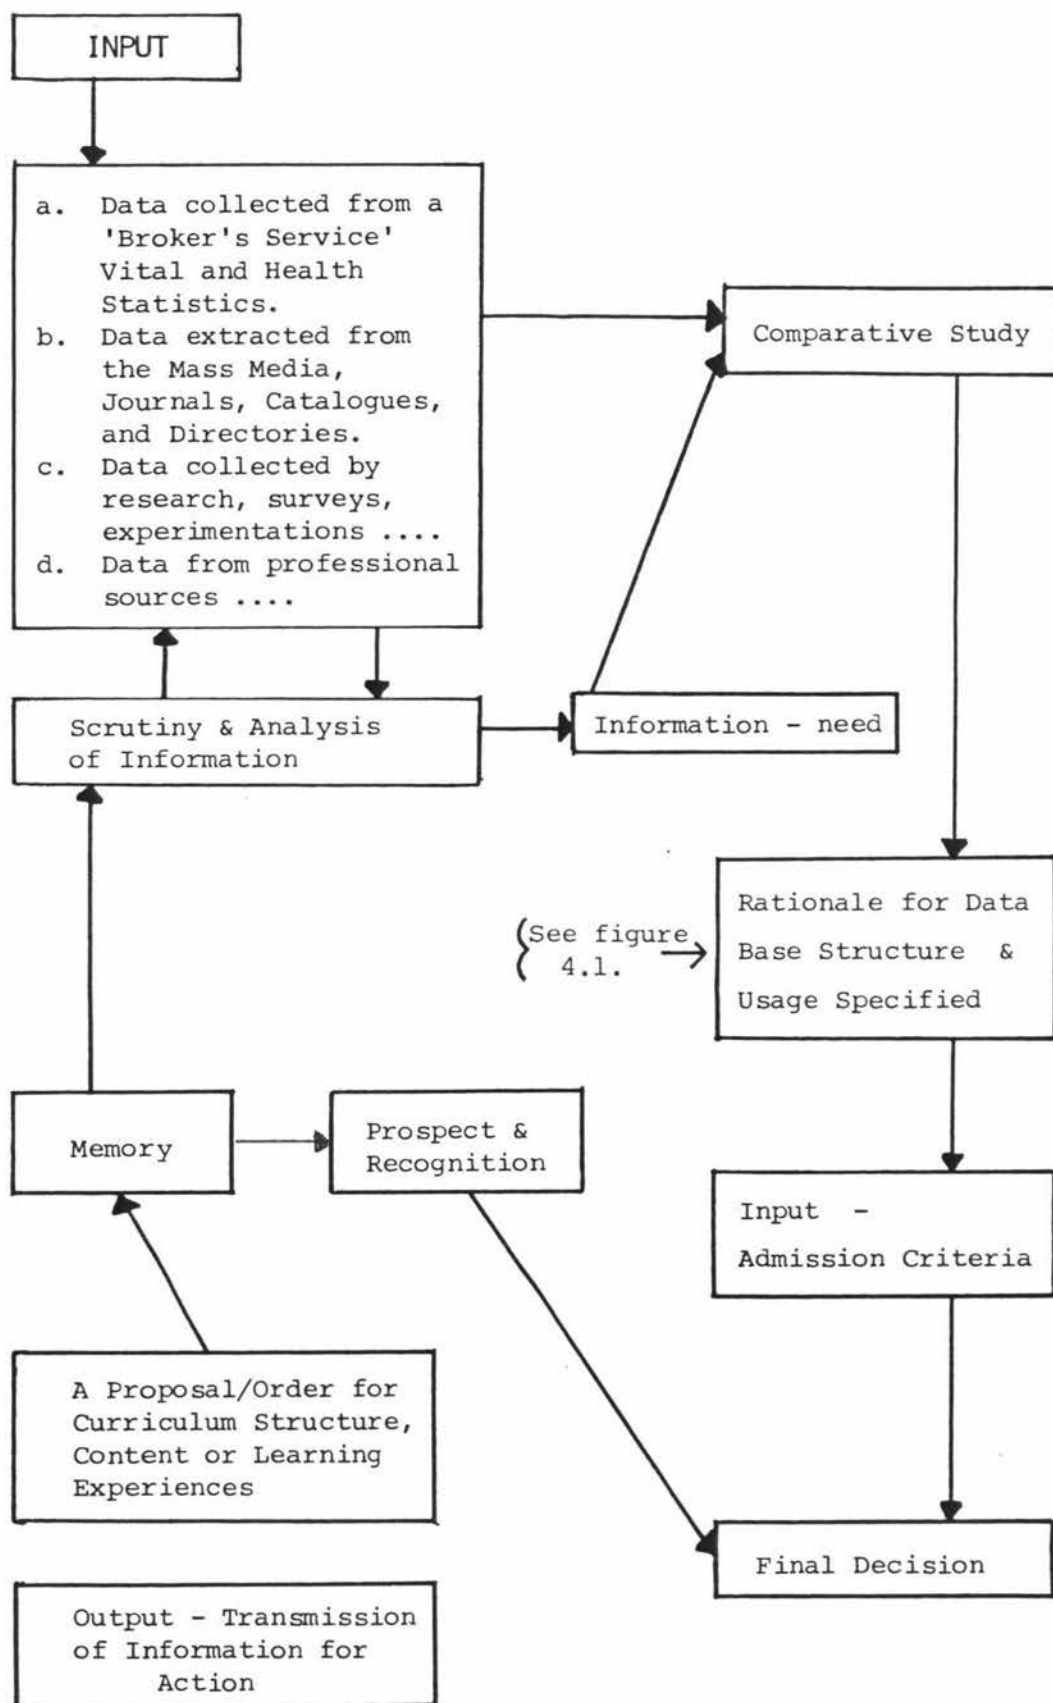 INPUT
a. Data collected from a
'Broker's Service'
Vital and Health
Statistics.
b. Data extracted from
the Mass Media,
Journals, Catalogues,
and Directories.
c. Data collected by
research, surveys,
experimentations ....
d. Data from professional
sources ....
Comparative Study
Scrutiny & Analysis
of Information
Information - need
Rationale for Data
Base Structure &
Usage Specified
(See figure
4.1.
Memory
Prospect &
Recognition
Input -
Admission Criteria
A Proposal/Order for
Curriculum Structure,
Content or Learning
Experiences
Final Decision
Output - Transmission
of Information for
Action